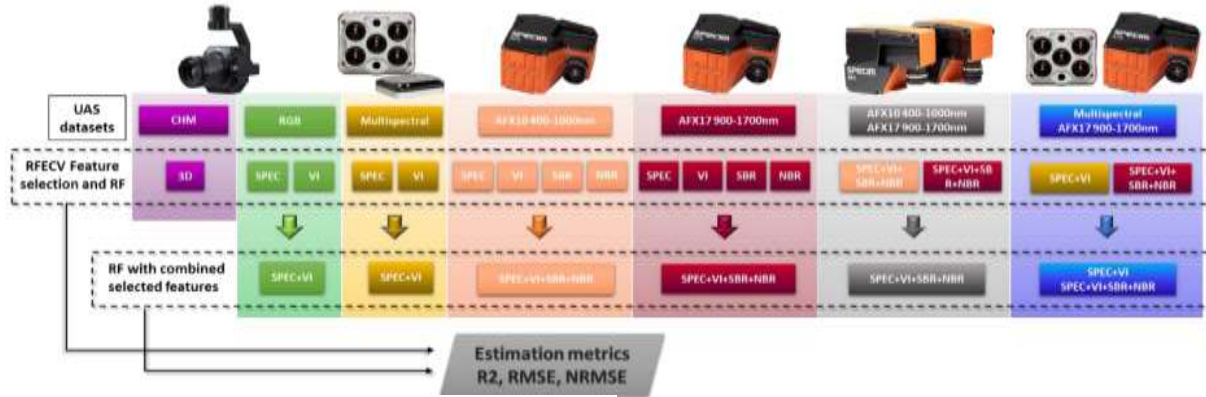 SPECIM
SPECIM
SPECIM
UAS
datasets
CHM
RGB
Multispectral
AFX10 400-1000nm
AFX17 900-1700nm
AFX10 400-1000nm
AFX17 900-1700nm
Multispectral
AFX17 900-1700nm
RFECV Feature
selection and RF
3D
SPEC
VI
SPEC
VI
SPEC
VI
SBR
NBR
SPEC
VI
SBR
NBR
SPEC+VI+
SBR+NBR
SPEC+VI+SB
R+NBR
SPEC+VI
SPEC+VI+
SBR+NBR
RF with combined
selected features
SPEC+VI
SPEC+VI
SPEC+VI+SBR+NBR
SPEC+VI+SBR+NBR
SPEC+VI+SBR+NBR
SPEC+VI
SPEC+VI+SBR+NBR
Estimation metrics
R2, RMSE, NRMSE